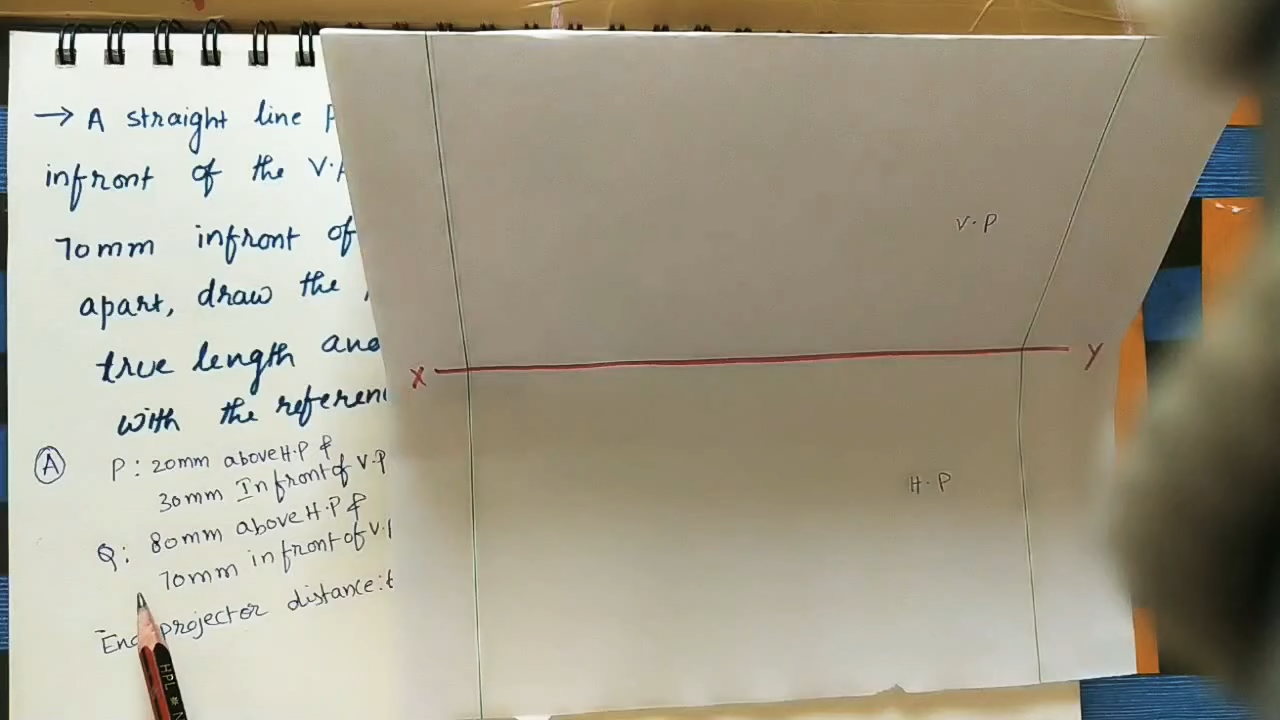 → A straight line P
infront of the V.P
70mm infront of
apart, draw the
true length and
with the referen
A P: 20mm above H.P &
30mm Infront of V.P
Q: 80mm above H.P &
70mm infront of V.P
End projector distance:
X Y
V.P
H.P
HPL